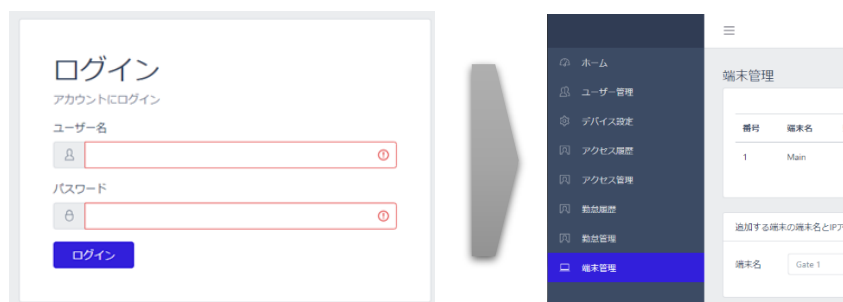 ログイン
アカウントにログイン
ユーザー名
パスワード
ログイン
ホーム
ユーザー管理
デバイス設定
アクセス履歴
アクセス管理
勤怠履歴
勤怠管理
端末管理
端末管理
番号 端末名
1 Main
追加する端末の端末名とIPア
端末名 Gate 1